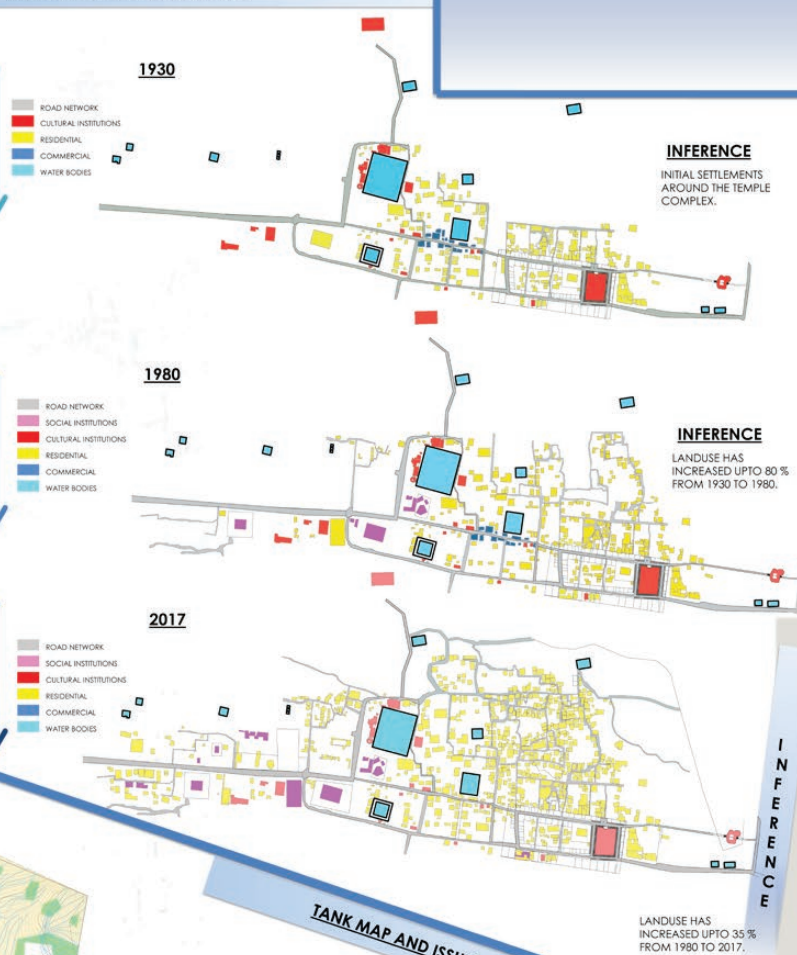 1930
ROAD NETWORK
CULTURAL INSTITUTIONS
RESIDENTIAL
COMMERCIAL
WATER BODIES
INFERENCE
INITIAL SETTLEMENTS
AROUND THE TEMPLE
COMPLEX.
1980
ROAD NETWORK
SOCIAL INSTITUTIONS
CULTURAL INSTITUTIONS
RESIDENTIAL
COMMERCIAL
WATER BODIES
INFERENCE
LANDUSE HAS
INCREASED UPTO 80 %
FROM 1930 TO 1980.
2017
ROAD NETWORK
SOCIAL INSTITUTIONS
CULTURAL INSTITUTIONS
RESIDENTIAL
COMMERCIAL
WATER BODIES
INFERENCE
LANDUSE HAS
INCREASED UPTO 35 %
FROM 1980 TO 2017.
TANK MAP AND